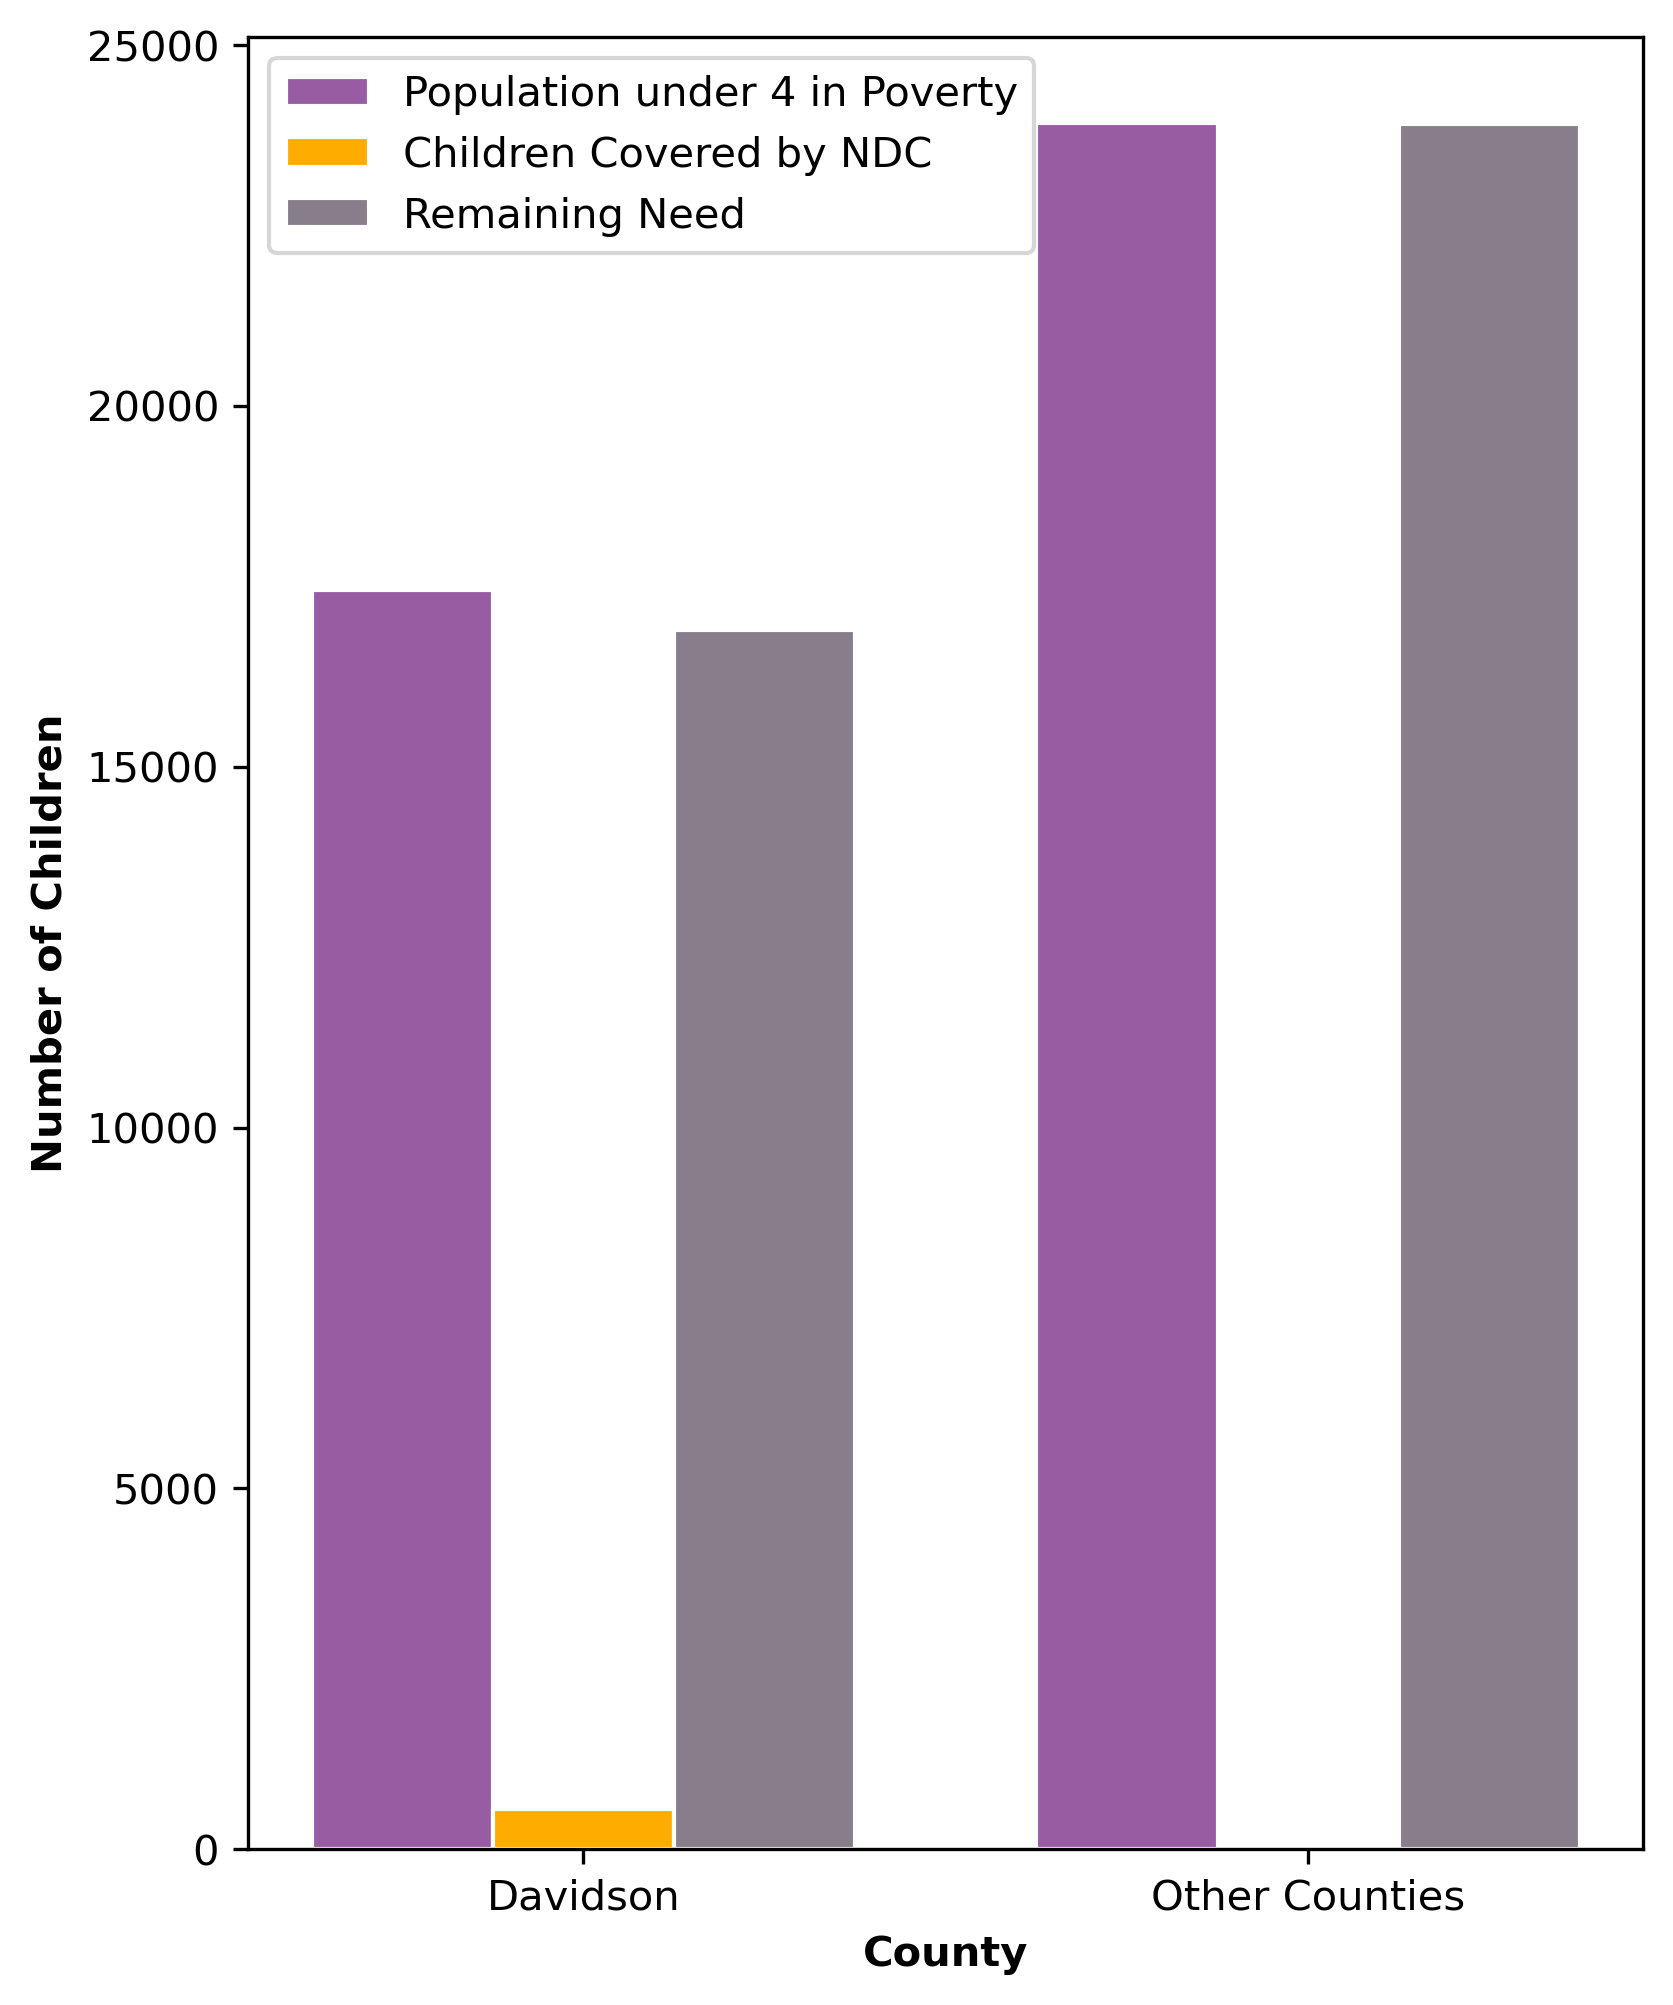 25000
20000
15000
10000
5000
0
Number of Children
Population under 4 in Poverty
Children Covered by NDC
Remaining Need
Davidson
Other Counties
County